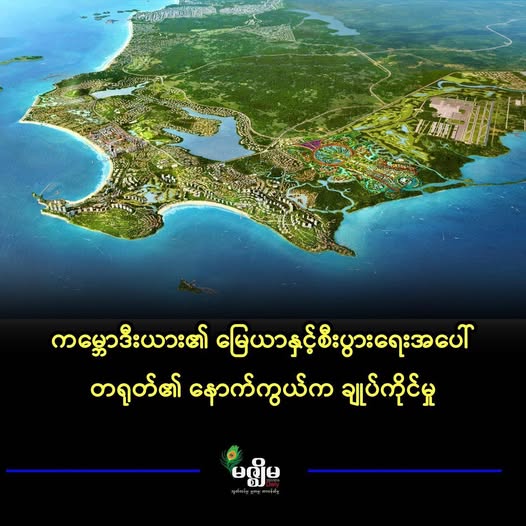 ကမ္ဘောဒီးယား၏ မြေယာနှင့်စီးပွားရေးအပေါ်
တရုတ်၏ နောက်ကွယ်က ချုပ်ကိုင်မှု
မဇ္ဈိမ